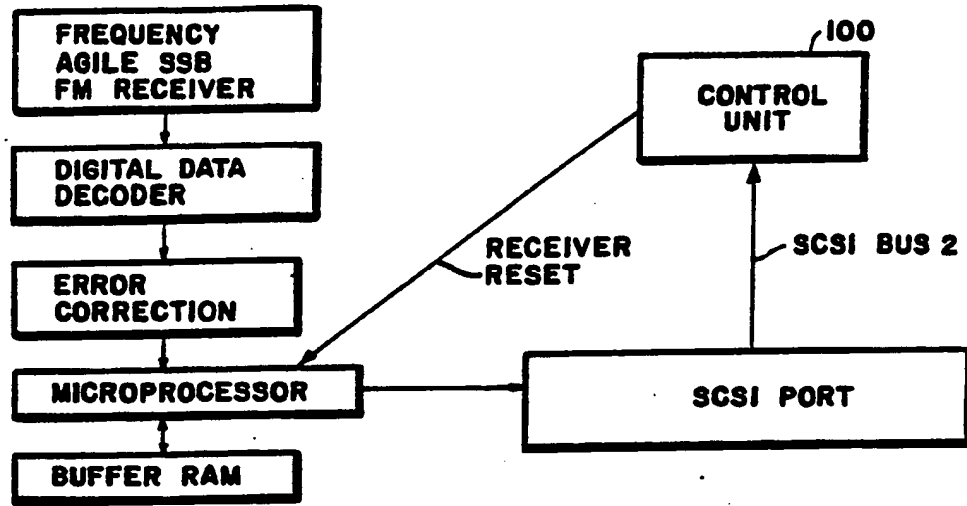 FREQUENCY
AGILE SSB
FM RECEIVER
100
CONTROL
UNIT
DIGITAL DATA
DECODER
RECEIVER
RESET
SCSI BUS 2
ERROR
CORRECTION
MICROPROCESSOR
SCSI PORT
BUFFER RAM